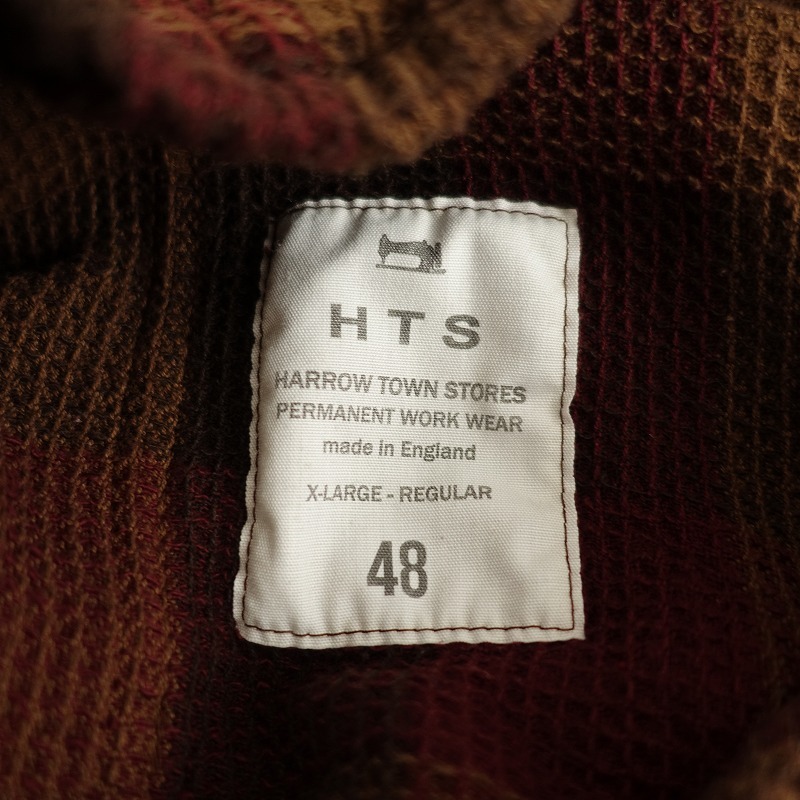 HTS
HARROW TOWN STORES
PERMANENT WORK WEAR
made in England
X-LARGE - REGULAR
48